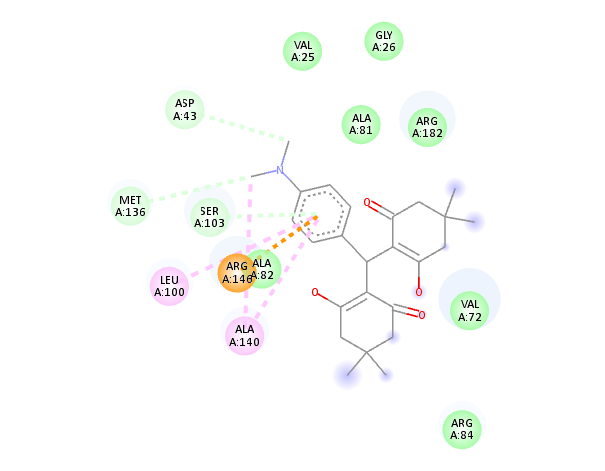 GLY
A:26
VAL
A:25
ASP
A:43
ALA
A:81
ARG
A:182
N
MET
A:136
SER
A:103
O
LEU
A:100
ARG
A:146
ALA
A:82
O
O
O
VAL
A:72
ALA
A:140
ARG
A:84